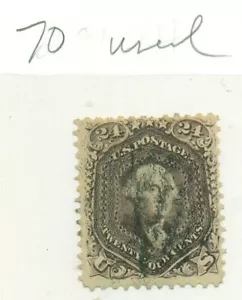 70 used
24 24
U.S. POSTAGE
TWENTY FOUR CENTS
U S